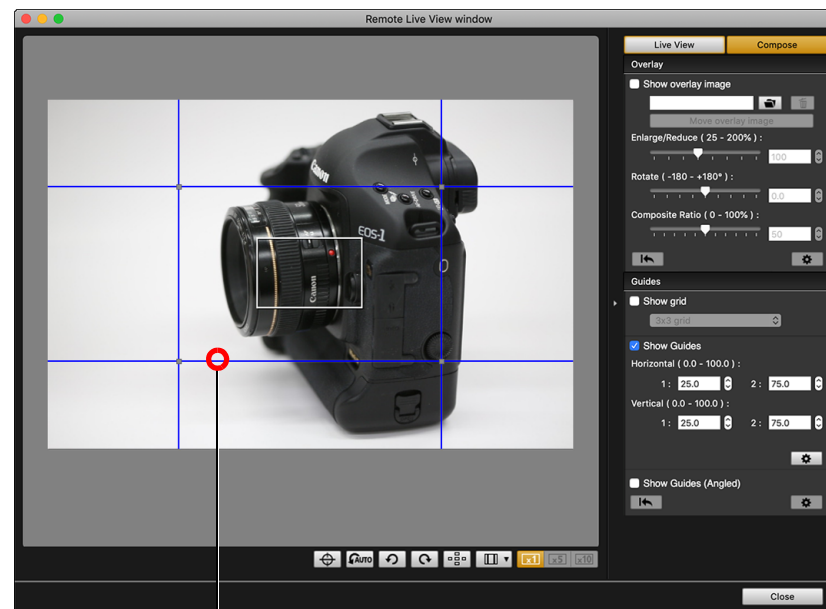 Remote Live View window
Live View Compose
Overlay
Show overlay image
Move overlay image
Enlarge/Reduce ( 25 - 200% ) :
100
Rotate ( -180 - +180° ) :
0.0
Composite Ratio ( 0 - 100% ) :
50
Guides
Show grid
3x3 grid
Show Guides
Horizontal ( 0.0 - 100.0 ) :
1 : 25.0 2 : 75.0
Vertical ( 0.0 - 100.0 ) :
1 : 25.0 2 : 75.0
Show Guides (Angled)
Canon
EOS-1
Canon
AUTO x1 x5 x10
Close